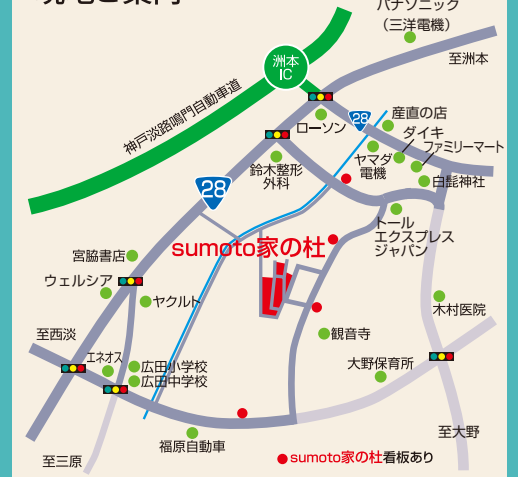 現地ご案内
パナソニック
（三洋電機）
至洲本
洲本
IC
神戸淡路鳴門自動車道
ローソン
28
産直の店
ダイキ
ファミリーマート
ヤマダ
電機
白髭神社
鈴木整形
外科
28
トール
エクスプレス
ジャパン
sumoto家の杜
宮脇書店
ウェルシア
ヤクルト
木村医院
至西淡
観音寺
エネオス
広田小学校
広田中学校
大野保育所
福原自動車
至大野
至三原
sumoto家の杜看板あり